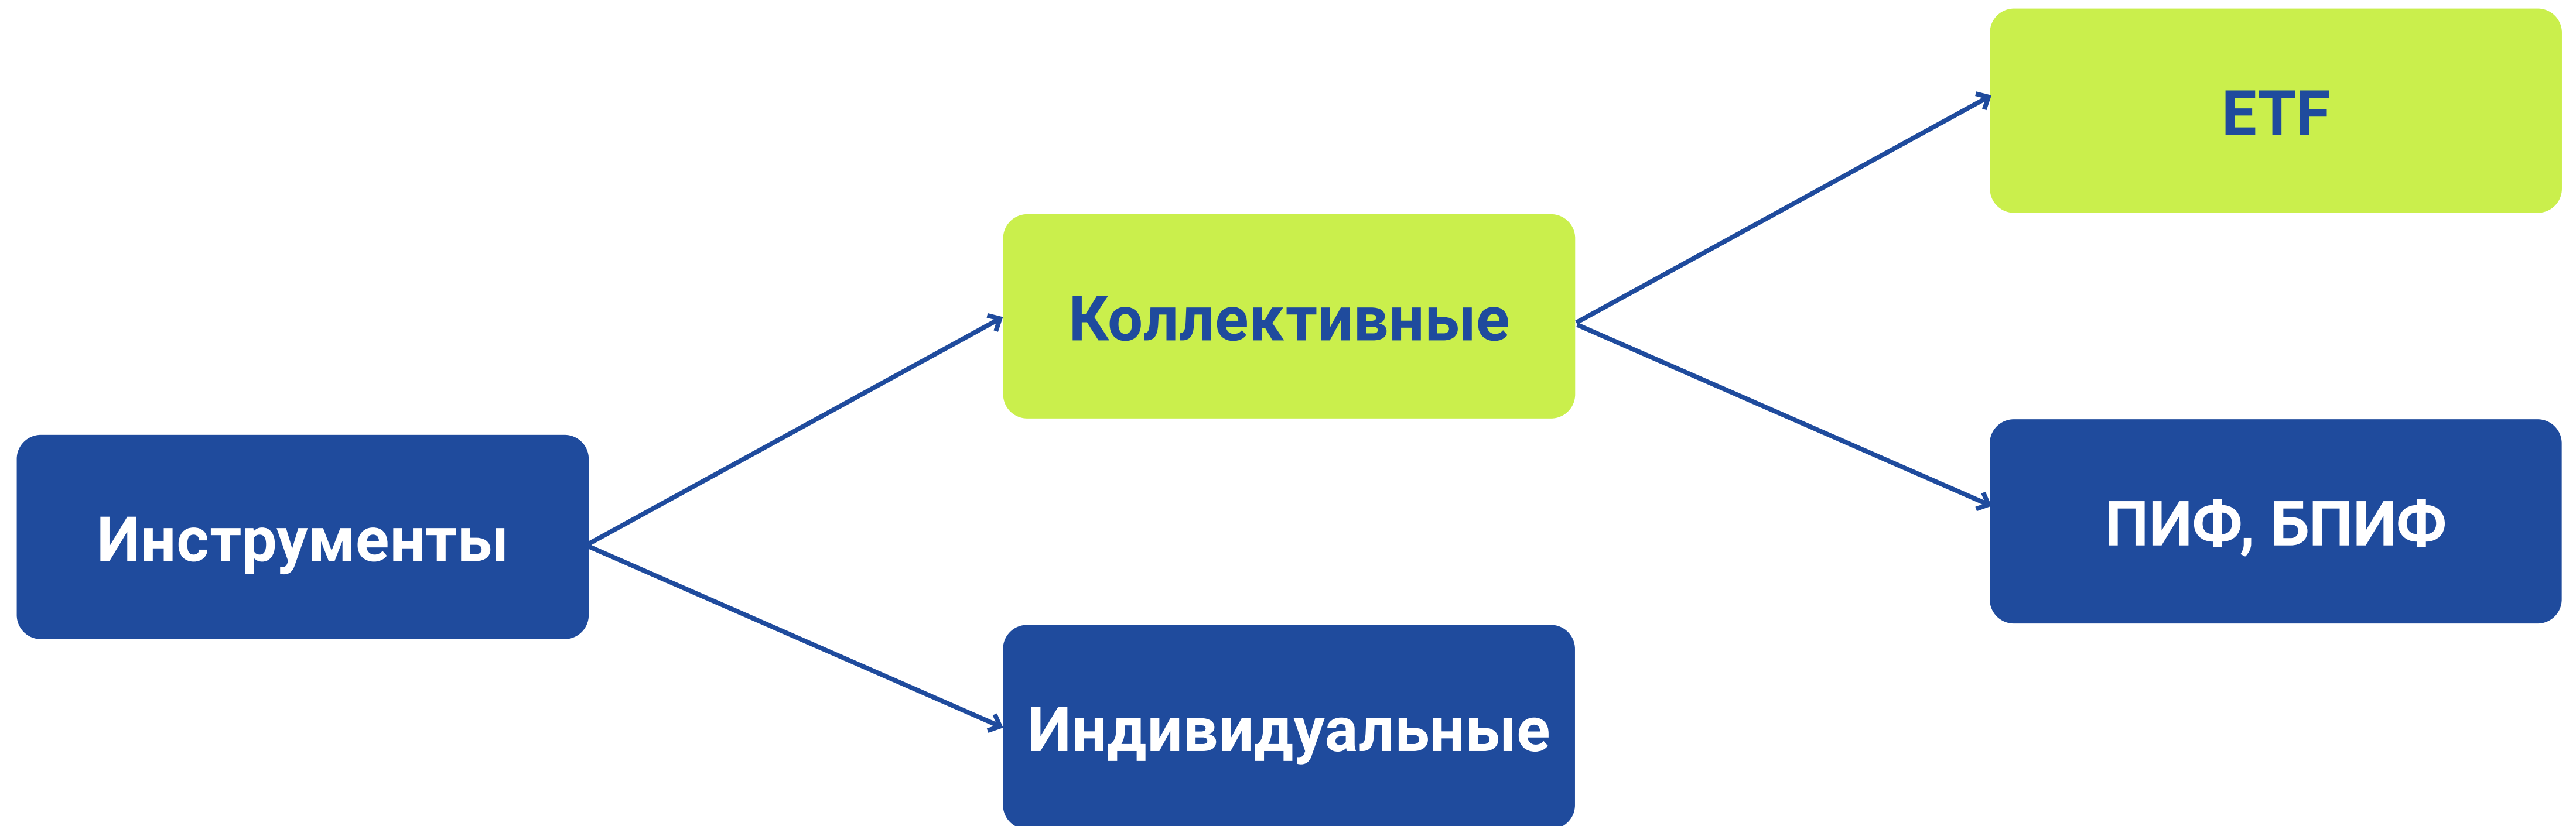 Инструменты
Коллективные
Индивидуальные
ETF
ПИФ, БПИФ